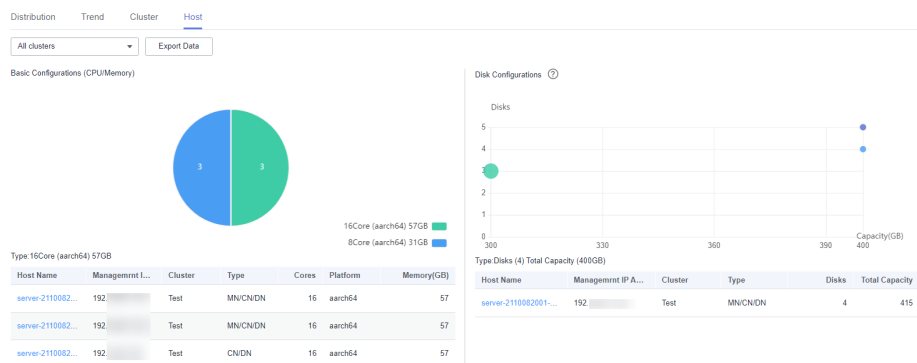 Distribution Trend Cluster Host
All clusters Export Data
Basic Configurations (CPU/Memory)
3 3
16Core (aarch64) 57GB
8Core (aarch64) 31GB
Type:16Core (aarch64) 57GB
Host Name Managemrnt I... Cluster Type Cores Platform Memory(GB)
server-2110082... 192. Test MN/CN/DN 16 aarch64 57
server-2110082... 192. Test MN/CN/DN 16 aarch64 57
server-2110082... 192. Test CN/DN 16 aarch64 57
Disk Configurations ?
Disks
5
4
3
2
1
0
300 330 360 390 400
Capacity(GB)
Type:Disks (4) Total Capacity (400GB)
Host Name Managemrnt IP A... Cluster Type Disks Total Capacity
server-2110082001-... 192. Test MN/CN/DN 4 415